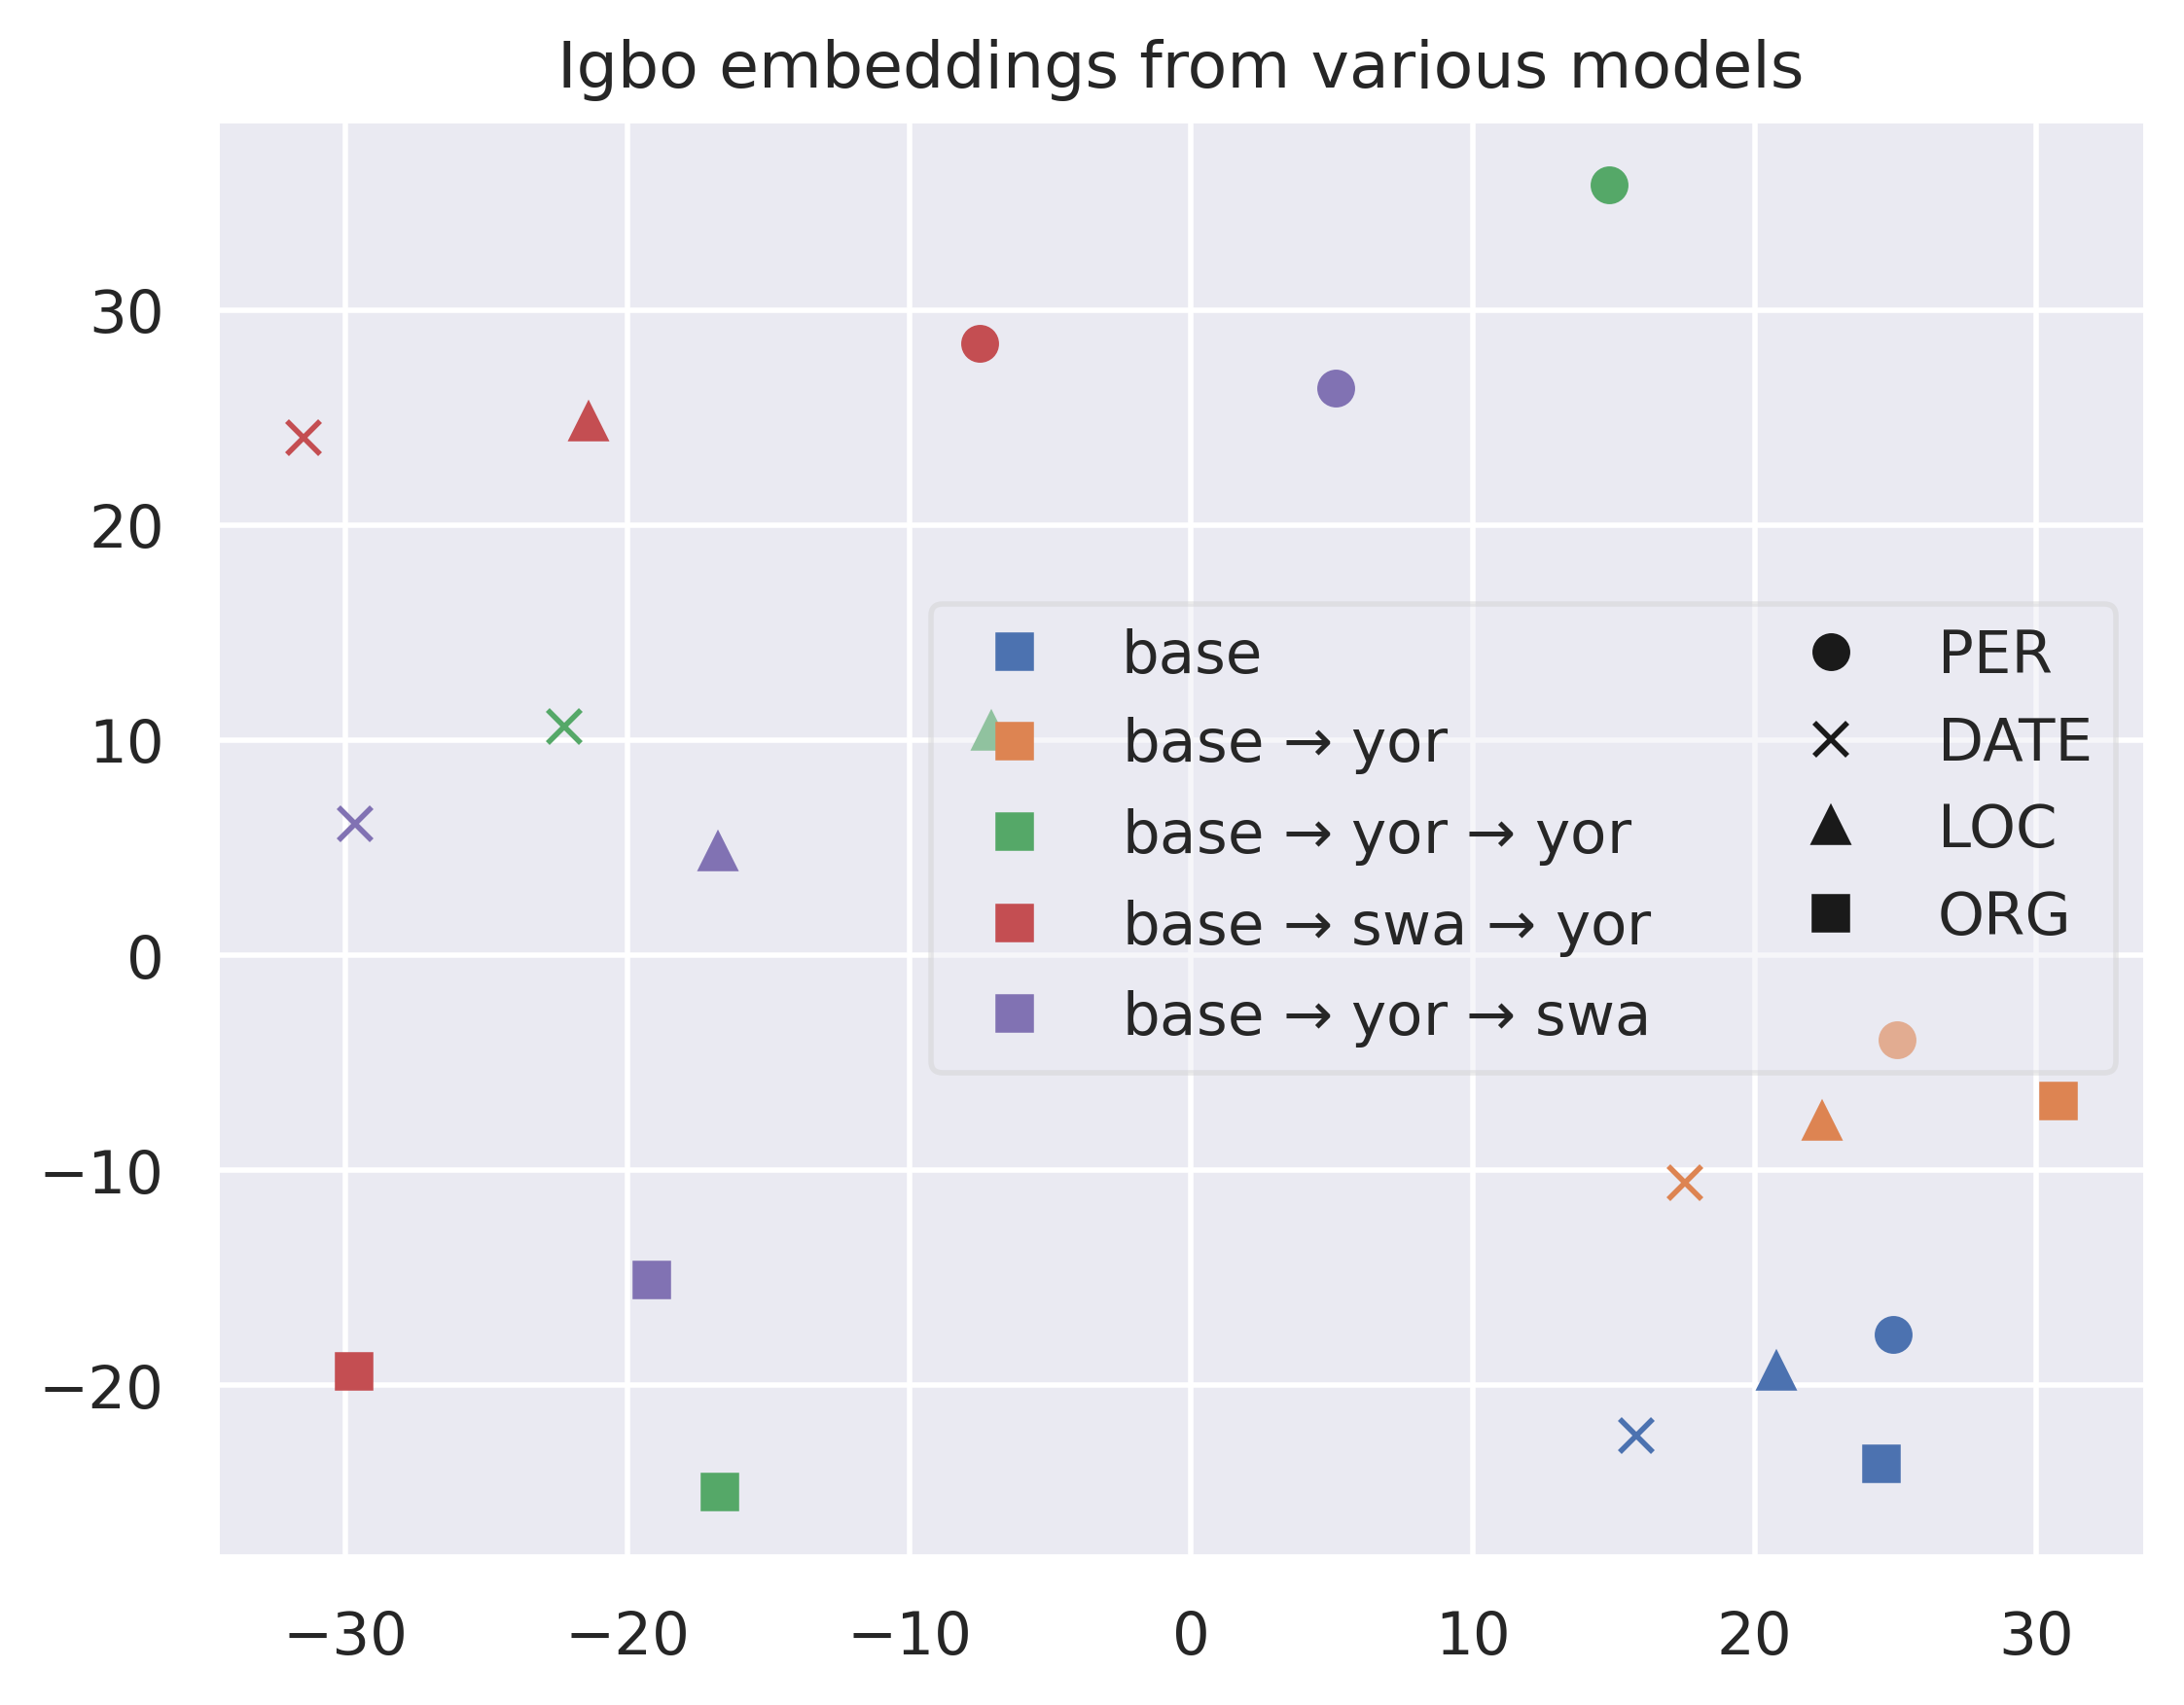 Igbo embeddings from various models
30
20
10
0
−10
−20
base
base → yor
base → yor → yor
base → swa → yor
base → yor → swa
PER
DATE
LOC
ORG
−30 −20 −10 0 10 20 30